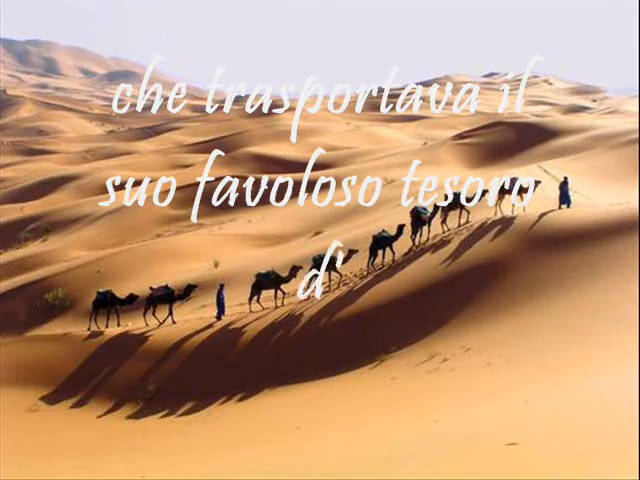 che trasportava il
suo favoloso tesoro
d'